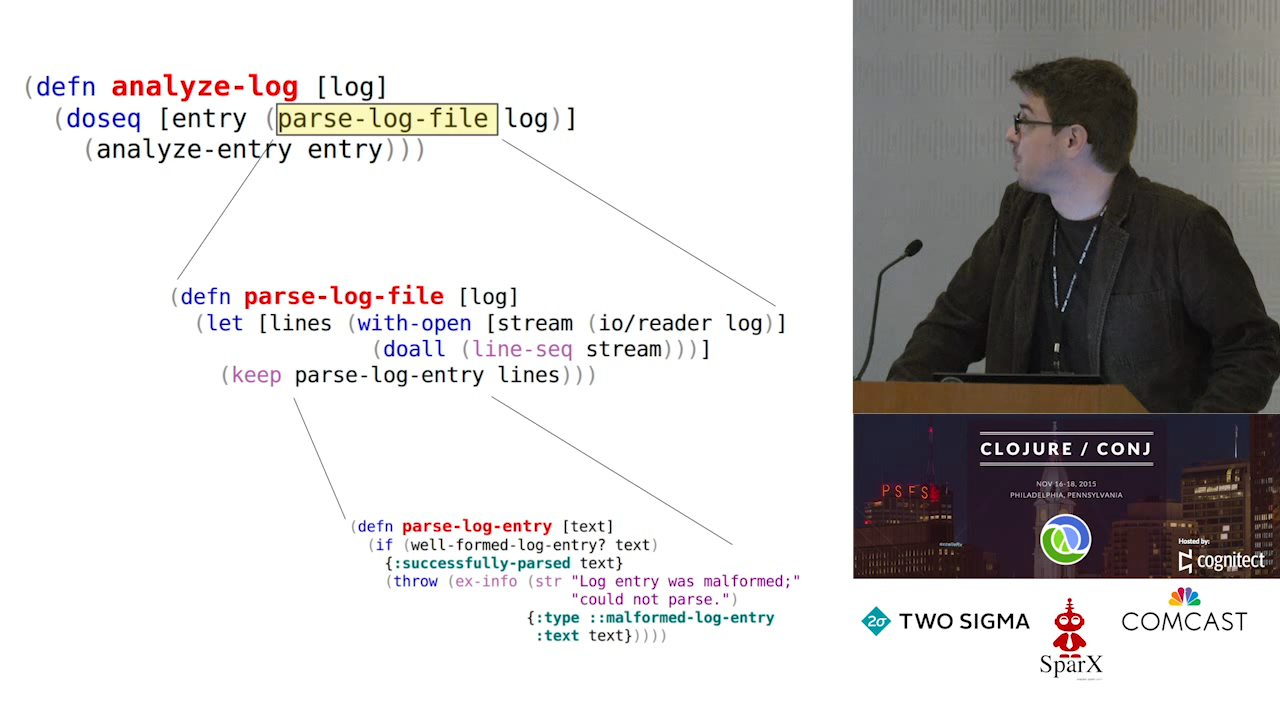 (defn analyze-log [log]
(doseq [entry (parse-log-file log)]
(analyze-entry entry)))
(defn parse-log-file [log]
(let [lines (with-open [stream (io/reader log)]
(doall (line-seq stream)))]
(keep parse-log-entry lines)))
(defn parse-log-entry [text]
(if (well-formed-log-entry? text)
{:successfully-parsed text}
(throw (ex-info (str "Log entry was malformed;"
"could not parse.")
{:type ::malformed-log-entry
:text text}))))
PSFS
CLOJURE / CONJ
NOV 16-18, 2015
PHILADELPHIA, PENNSYLVANIA
Hosted by:
cognitect
2σ TWO SIGMA
SparX
COMCAST